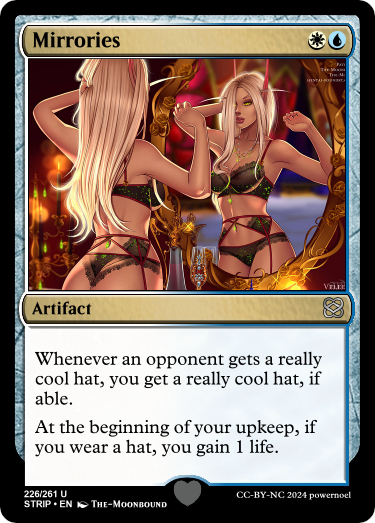 Mirrories
The Moon
Artifact
Whenever an opponent gets a really
cool hat, you get a really cool hat, if
able.
At the beginning of your upkeep, if
you wear a hat, you gain 1 life.
226/261 U
STRIP • EN The-Moonbound
CC-BY-NC 2024 powernoel